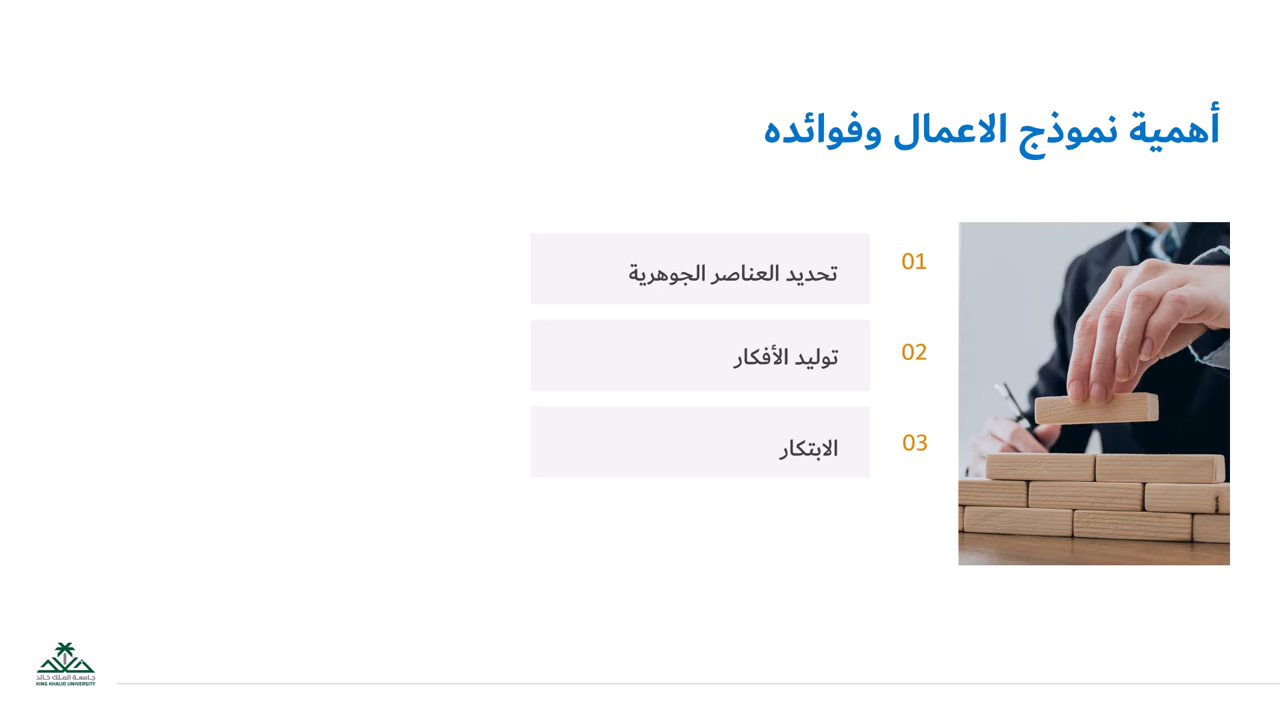 أهمية نموذج الاعمال وفوائده
01
تحديد العناصر الجوهرية
02
توليد الأفكار
03
الابتكار
جامعة الملك خالد
KING KHALID UNIVERSITY